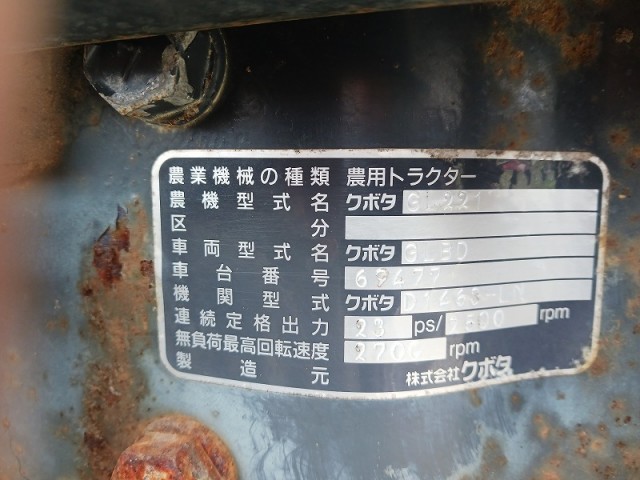 農業機械の種類 農用トラクター
農機型式名 クボタ GL221
区分
車両型式名 クボタ GL3D
車台番号
機関型式 クボタ
連続定格出力 23 ps/ rpm
無負荷最高回転速度 rpm
製造元 株式会社クボタ